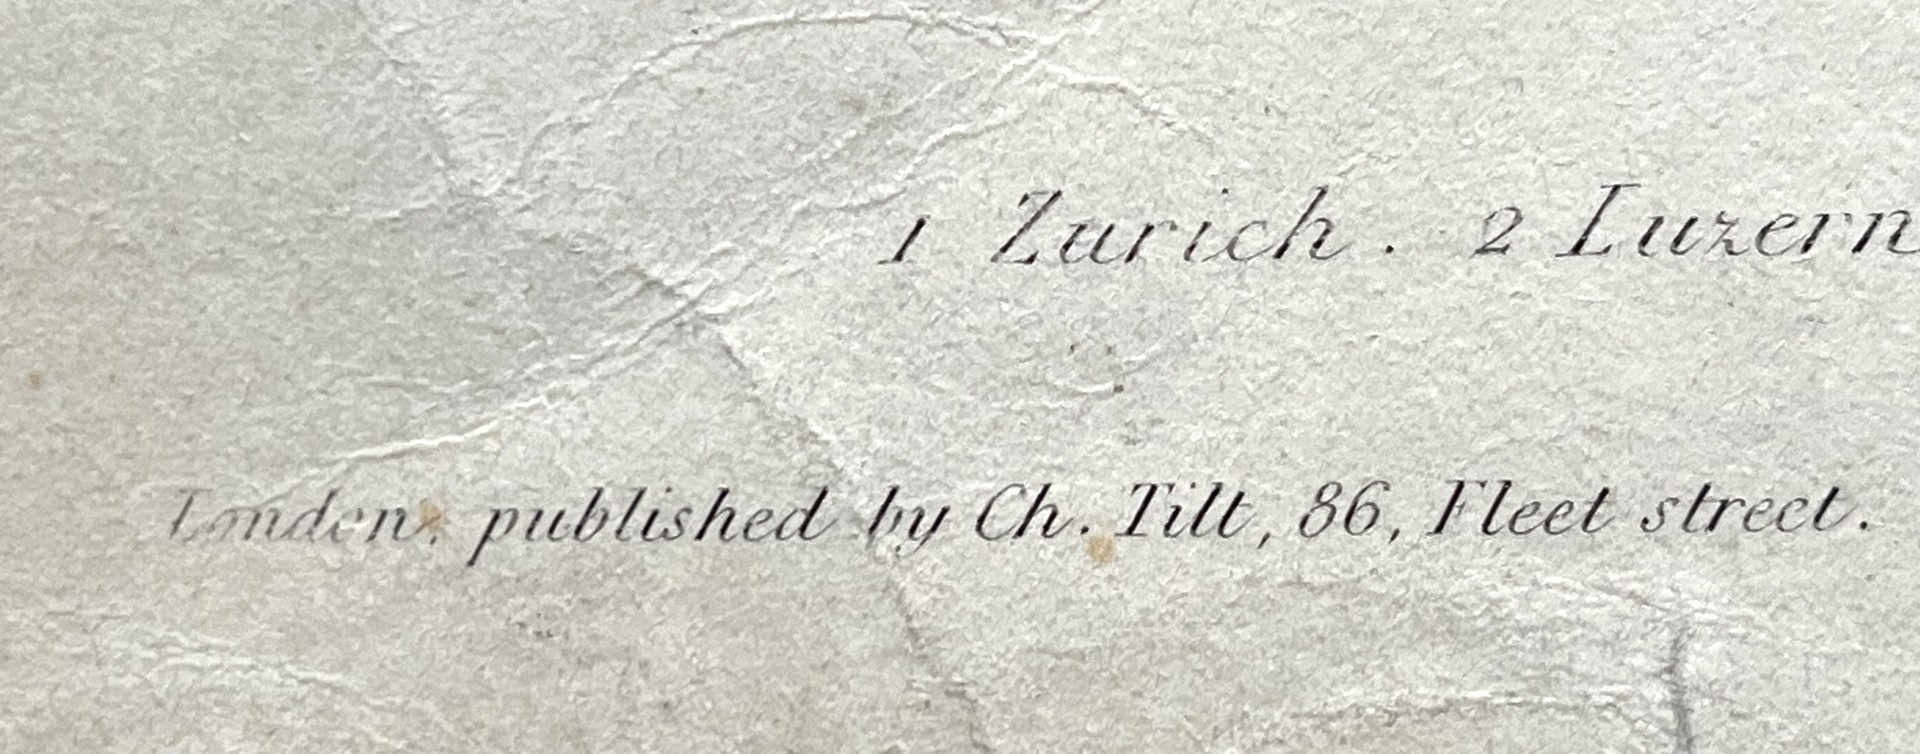 1 Zurich. 2 Luzern
London, published by Ch. Tilt, 86, Fleet street.